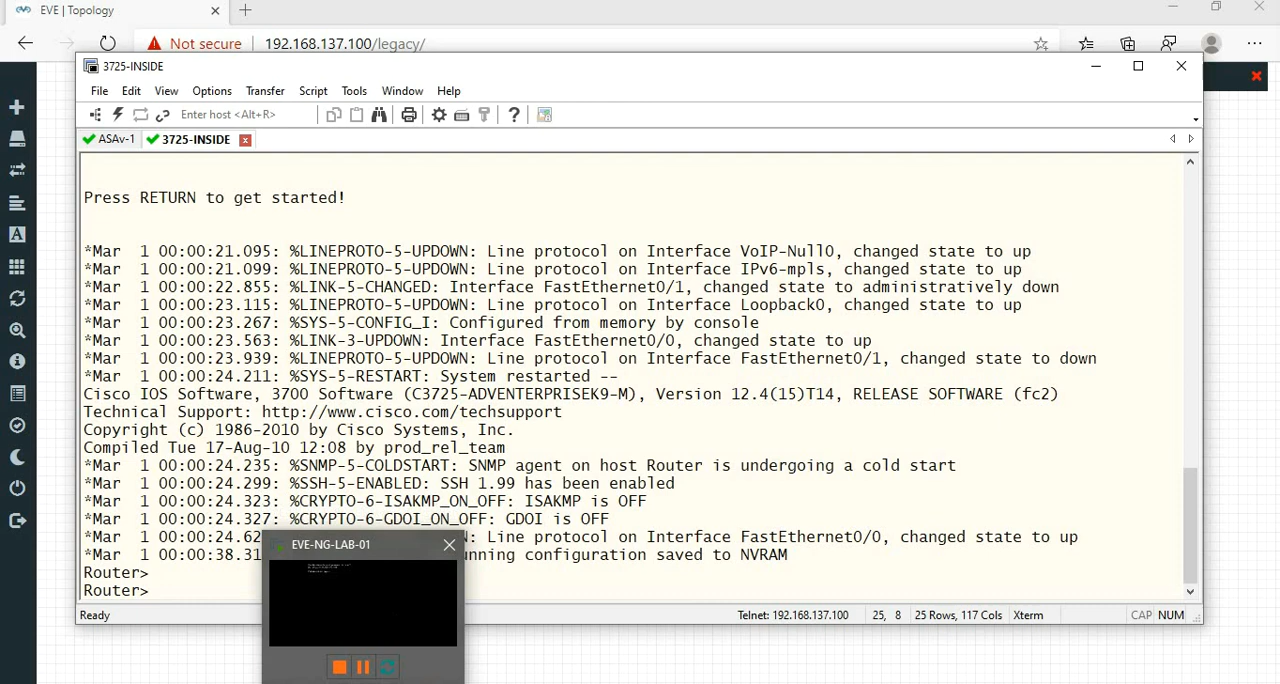 EVE | Topology
Not secure
192.168.137.100/legacy/
3725-INSIDE
File Edit View Options Transfer Script Tools Window Help
Enter host <Alt+R>
ASAv-1
3725-INSIDE
Press RETURN to get started!
*Mar  1 00:00:21.095: %LINEPROTO-5-UPDOWN: Line protocol on Interface VoIP-Null0, changed state to up
*Mar  1 00:00:21.099: %LINEPROTO-5-UPDOWN: Line protocol on Interface IPv6-mpls, changed state to up
*Mar  1 00:00:22.855: %LINK-5-CHANGED: Interface FastEthernet0/1, changed state to administratively down
*Mar  1 00:00:23.115: %LINEPROTO-5-UPDOWN: Line protocol on Interface Loopback0, changed state to up
*Mar  1 00:00:23.267: %SYS-5-CONFIG_I: Configured from memory by console
*Mar  1 00:00:23.563: %LINK-3-UPDOWN: Interface FastEthernet0/0, changed state to up
*Mar  1 00:00:23.939: %LINEPROTO-5-UPDOWN: Line protocol on Interface FastEthernet0/1, changed state to down
*Mar  1 00:00:24.211: %SYS-5-RESTART: System restarted --
Cisco IOS Software, 3700 Software (C3725-ADVENTERPRISEK9-M), Version 12.4(15)T14, RELEASE SOFTWARE (fc2)
Technical Support: http://www.cisco.com/techsupport
Copyright (c) 1986-2010 by Cisco Systems, Inc.
Compiled Tue 17-Aug-10 12:08 by prod_rel_team
*Mar  1 00:00:24.235: %SNMP-5-COLDSTART: SNMP agent on host Router is undergoing a cold start
*Mar  1 00:00:24.299: %SSH-5-ENABLED: SSH 1.99 has been enabled
*Mar  1 00:00:24.323: %CRYPTO-6-ISAKMP_ON_OFF: ISAKMP is OFF
*Mar  1 00:00:24.327: %CRYPTO-6-GDOI_ON_OFF: GDOI is OFF
*Mar  1 00:00:24.62 N: Line protocol on Interface FastEthernet0/0, changed state to up
*Mar  1 00:00:38.31 unning configuration saved to NVRAM
Router>
Router>
EVE-NG-LAB-01
Ready
Telnet: 192.168.137.100
25, 8
25 Rows, 117 Cols
Xterm
CAP NUM